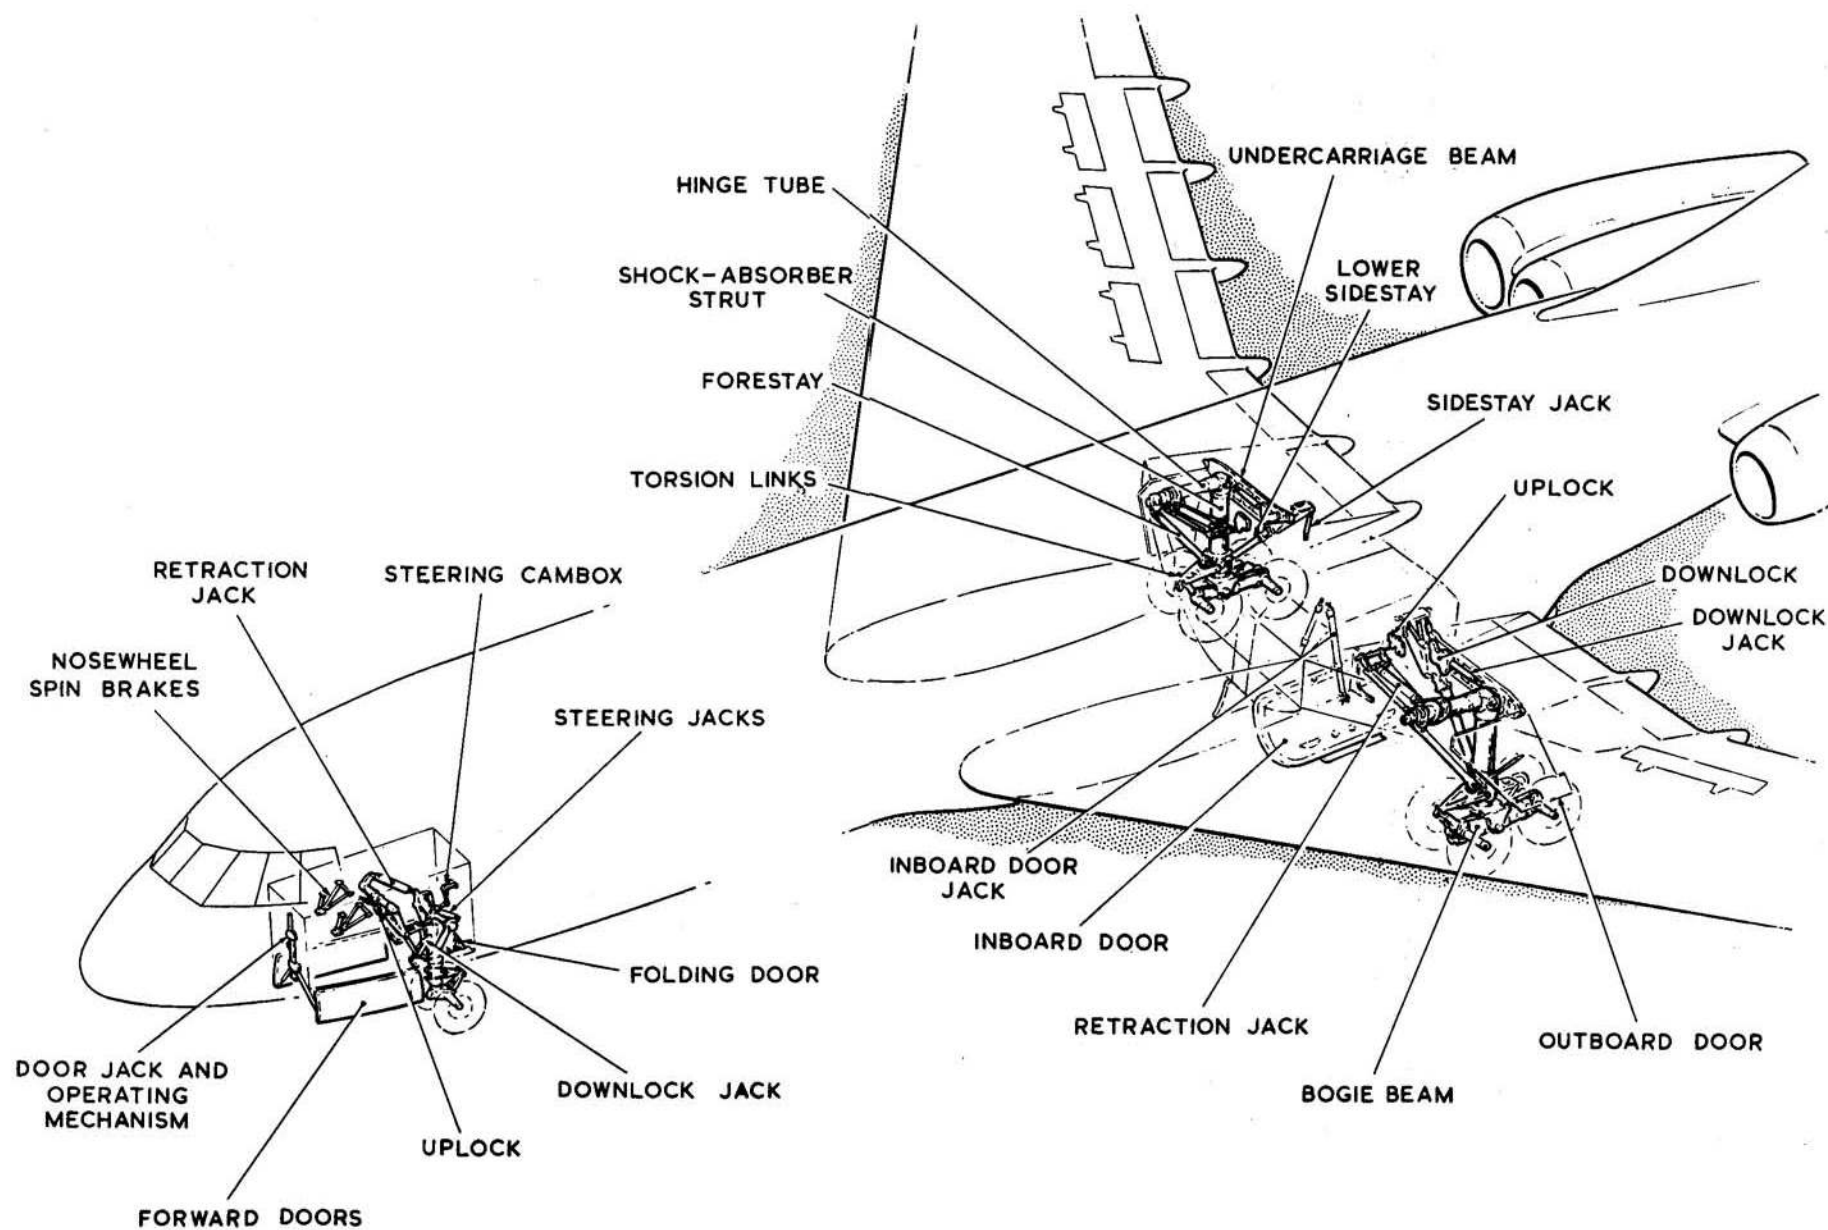 UNDERCARRIAGE BEAM
HINGE TUBE
SHOCK-ABSORBER
STRUT
LOWER
SIDESTAY
FORESTAY
SIDESTAY JACK
TORSION LINKS
UPLOCK
RETRACTION
JACK
STEERING CAMBOX
DOWNLOCK
DOWNLOCK
JACK
NOSEWHEEL
SPIN BRAKES
STEERING JACKS
INBOARD DOOR
JACK
INBOARD DOOR
FOLDING DOOR
RETRACTION JACK
OUTBOARD DOOR
DOOR JACK AND
OPERATING
MECHANISM
DOWNLOCK JACK
BOGIE BEAM
UPLOCK
FORWARD DOORS